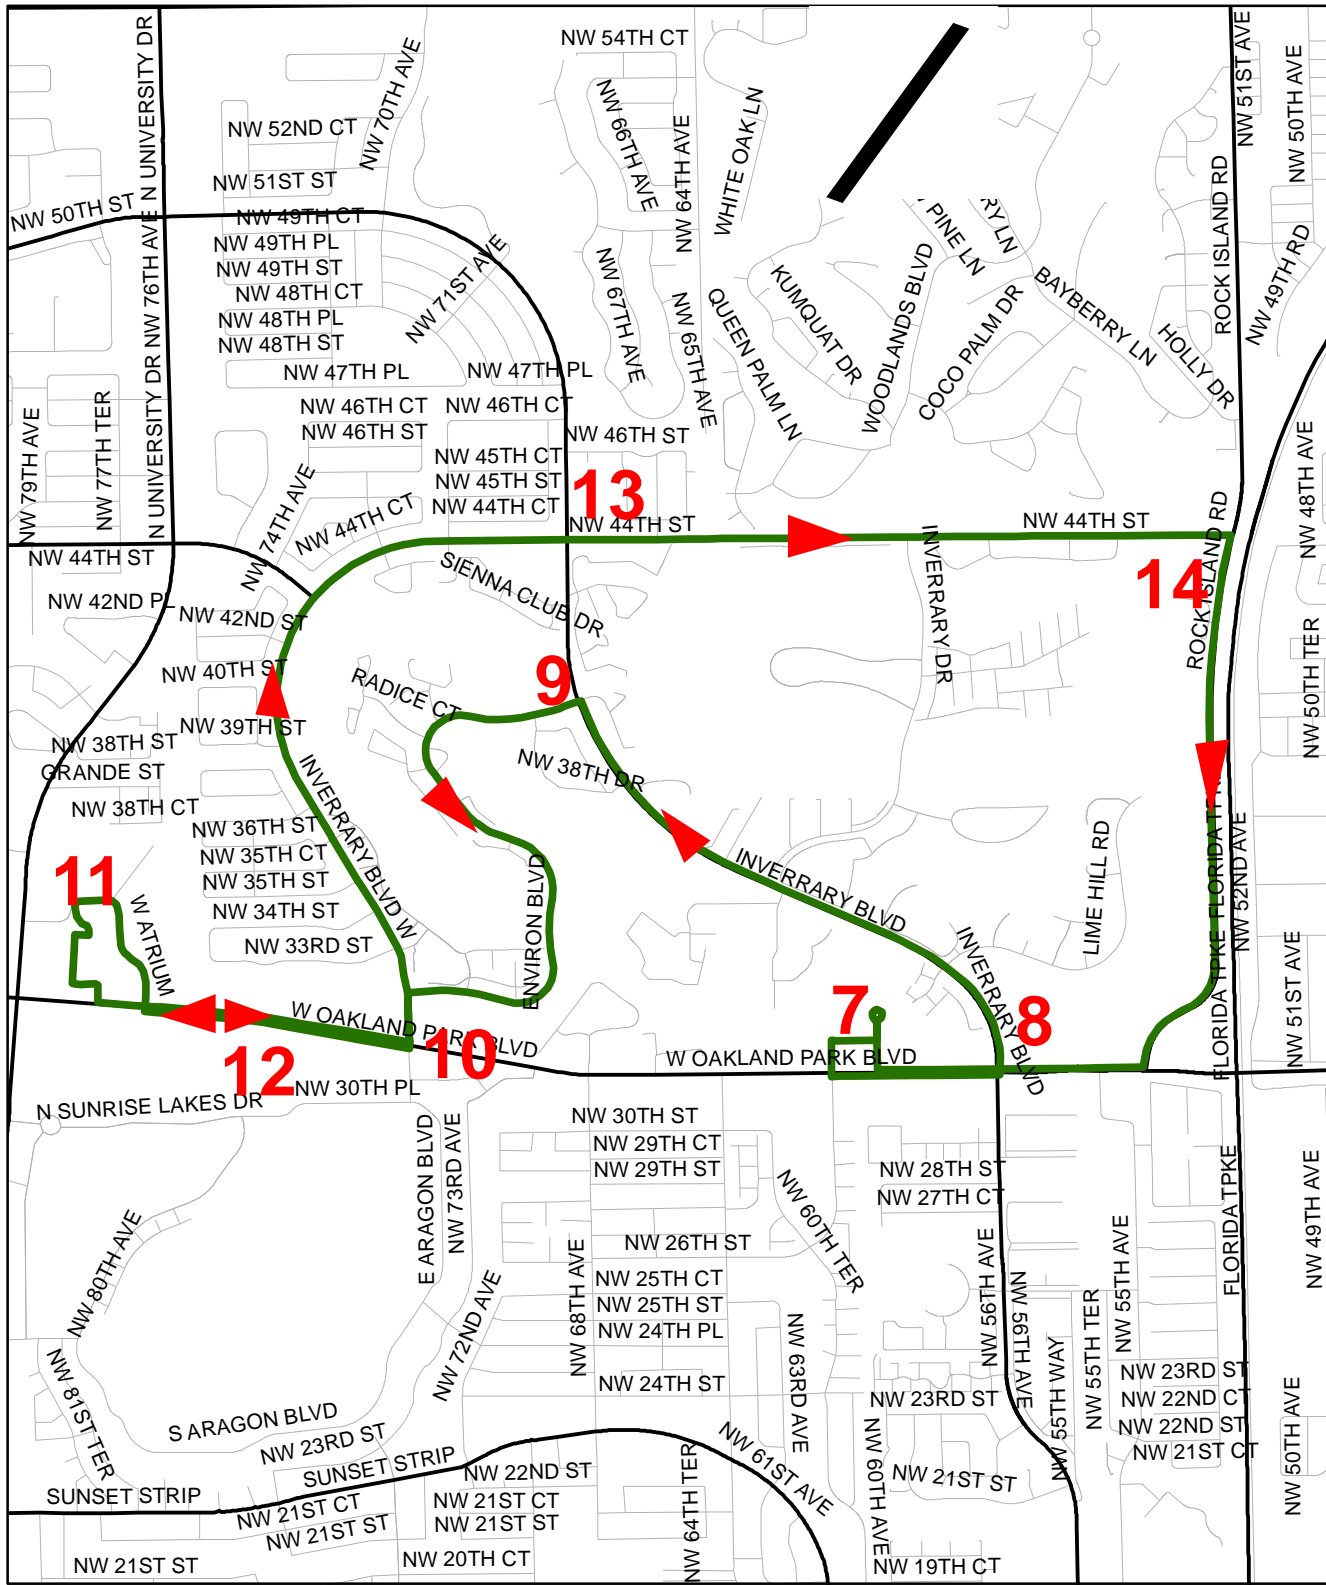 NW 54TH CT
N UNIVERSITY DR
NW 70TH AVE
NW 66TH AVE
NW 64TH AVE
WHITE OAK LN
NW 51ST AVE
NW 50TH AVE
NW 52ND CT
NW 51ST ST
NW 50TH ST
NW 49TH CT
NW 49TH PL
NW 49TH ST
NW 48TH CT
NW 48TH PL
NW 48TH ST
NW 47TH PL
NW 47TH PL
NW 46TH CT
NW 46TH CT
NW 46TH ST
NW 46TH ST
NW 45TH CT
NW 45TH ST
NW 44TH CT
NW 71ST AVE
NW 67TH AVE
NW 65TH AVE
QUEEN PALM LN
KUMQUAT DR
WOODLANDS BLVD
PINE LN
RY LN
COCO PALM DR
BAYBERRY LN
HOLLY DR
ROCK ISLAND RD
NW 49TH RD
NW 76TH AVE
N UNIVERSITY DR
NW 79TH AVE
NW 77TH TER
NW 74TH AVE
NW 44TH CT
13
NW 44TH ST
NW 44TH ST
NW 44TH ST
NW 48TH AVE
ROCK ISLAND RD
14
INVERRARY DR
SIENNA CLUB DR
NW 42ND PL
NW 42ND ST
NW 40TH ST
NW 39TH ST
NW 38TH ST
GRANDE ST
NW 38TH CT
NW 36TH ST
NW 35TH CT
NW 35TH ST
NW 34TH ST
NW 33RD ST
RADICE CT
9
NW 38TH DR
NW 50TH TER
INVERRARY BLVD W
ENVIRON BLVD
INVERRARY BLVD
INVERRARY BLVD
LIME HILL RD
FLORIDA TPKE
FLORIDA TPKE
NW 52ND AVE
NW 51ST AVE
11
W ATRIUM
12
W OAKLAND PARK BLVD
10
7
8
W OAKLAND PARK BLVD
NW 30TH PL
N SUNRISE LAKES DR
E ARAGON BLVD
NW 73RD AVE
NW 30TH ST
NW 29TH CT
NW 29TH ST
NW 28TH ST
NW 27TH CT
NW 60TH TER
NW 26TH ST
NW 25TH CT
NW 25TH ST
NW 24TH PL
NW 24TH ST
NW 68TH AVE
NW 72ND AVE
NW 80TH AVE
NW 81ST TER
S ARAGON BLVD
NW 23RD ST
SUNSET STRIP
SUNSET STRIP
NW 22ND ST
NW 21ST CT
NW 21ST ST
NW 21ST CT
NW 21ST ST
NW 20TH CT
NW 21ST ST
NW 64TH TER
NW 61ST AVE
NW 63RD AVE
NW 60TH AVE
NW 23RD ST
NW 21ST ST
NW 19TH CT
NW 56TH AVE
NW 56TH AVE
NW 55TH WAY
NW 55TH TER
NW 55TH AVE
FLORIDA TPKE
NW 49TH AVE
NW 23RD ST
NW 22ND CT
NW 22ND ST
NW 21ST CT
NW 50TH AVE